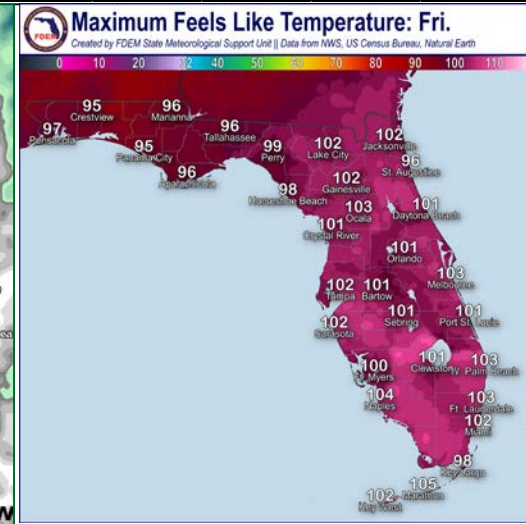 Maximum Feels Like Temperature: Fri.
Created by FDEM State Meteorological Support Unit || Data from NWS, US Census Bureau, Natural Earth
FDEM
0 10 20 32 40 50 60 70 80 90 100 110
95
Crestview
96
Marianna
97
Pensacola
96
Tallahassee
95
Panama City
96
Apalachicola
99
Perry
102
Lake City
102
Jacksonville
96
St. Augustine
98
Horseshoe Beach
102
Gainesville
103
Ocala
101
Daytona Beach
101
Crystal River
101
Orlando
103
Melbourne
102
Tampa
101
Bartow
102
Sarasota
101
Sebring
101
Port St. Lucie
100
Ft. Myers
101
Clewiston
103
W. Palm Beach
104
Naples
103
Ft. Lauderdale
102
Miami
98
Key Largo
105
Marathon
102
Key West